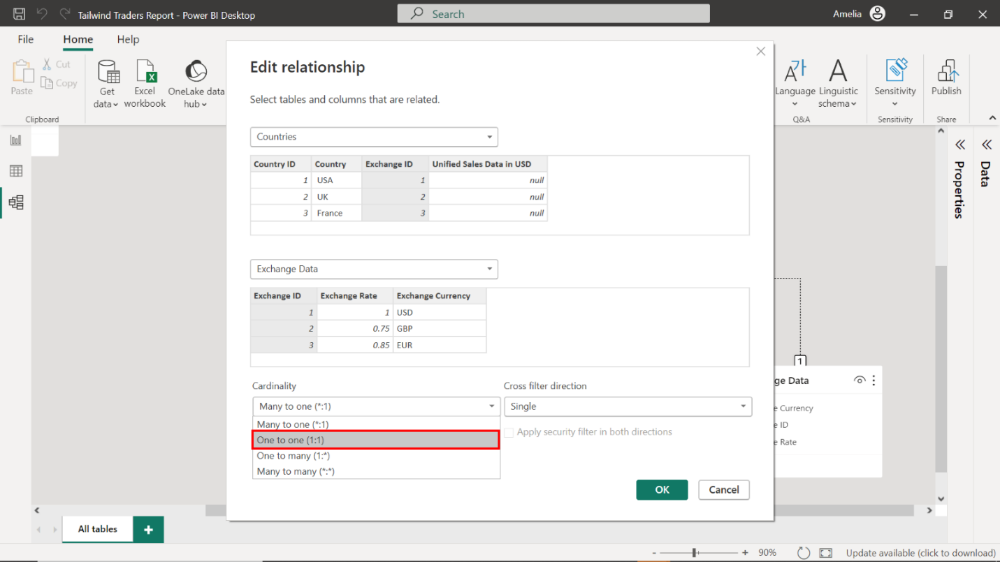 Tailwind Traders Report - Power BI Desktop
Search
Amelia
File Home Help
Paste
Cut
Copy
Clipboard
Get data
Excel workbook
OneLake data hub
Language
Linguistic schema
Q&A
Sensitivity
Sensitivity
Publish
Share
Edit relationship
Select tables and columns that are related.
Countries
Country ID Country Exchange ID Unified Sales Data in USD
1 USA 1 null
2 UK 2 null
3 France 3 null
Exchange Data
Exchange ID Exchange Rate Exchange Currency
1 1 USD
2 0.75 GBP
3 0.85 EUR
Cardinality
Many to one (*:1)
Many to one (*:1)
One to one (1:1)
One to many (1:*)
Many to many (*:*)
Cross filter direction
Single
Apply security filter in both directions
OK
Cancel
Properties
Data
1
ge Data
e Currency
e ID
e Rate
All tables
+
- + 90%
Update available (click to download)